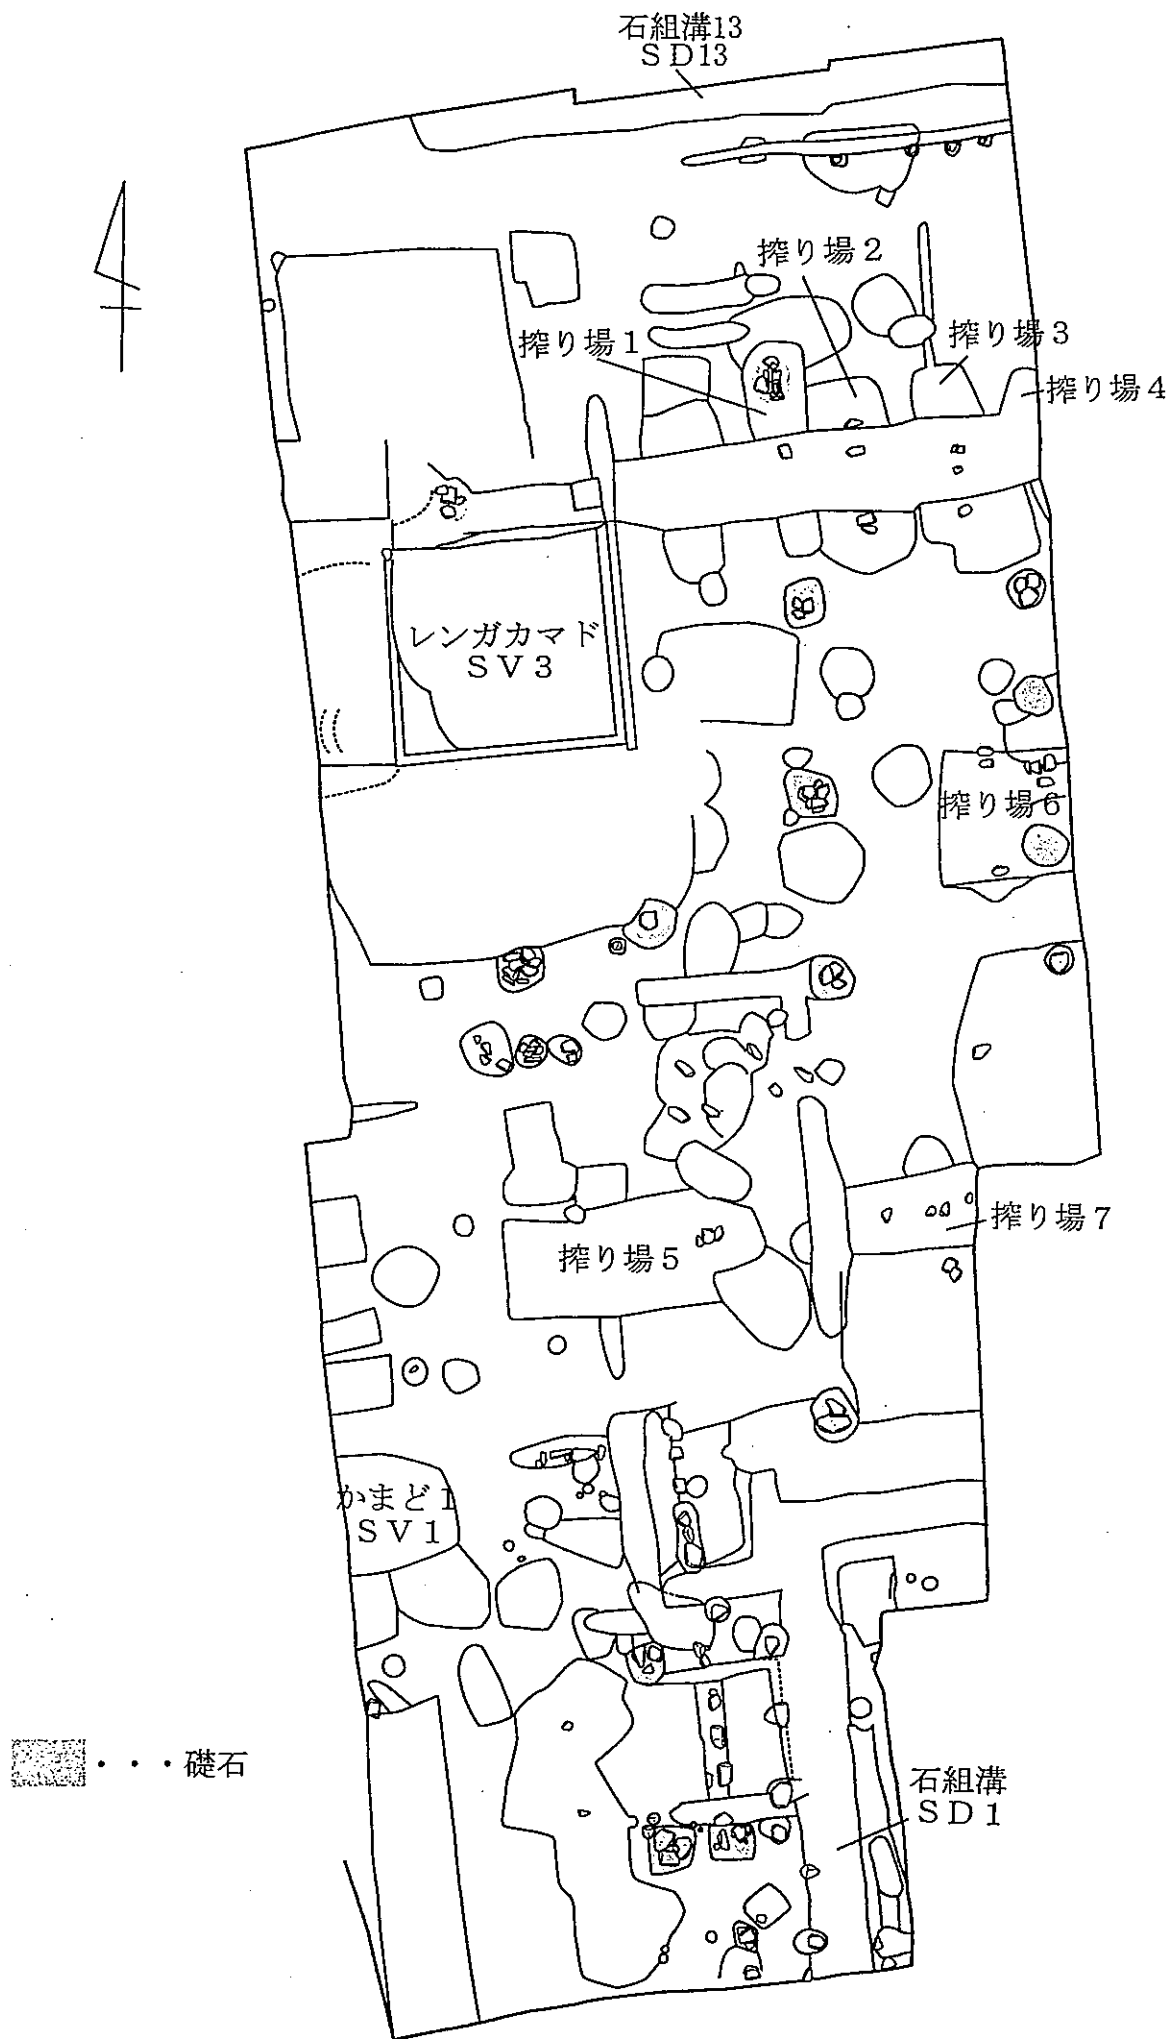 石組溝13
ＳＤ13
搾り場２
搾り場１
搾り場３
搾り場４
レンガカマド
ＳＶ３
搾り場６
搾り場７
搾り場５
かまど１
ＳＶ１
・・・礎石
石組溝
ＳＤ１